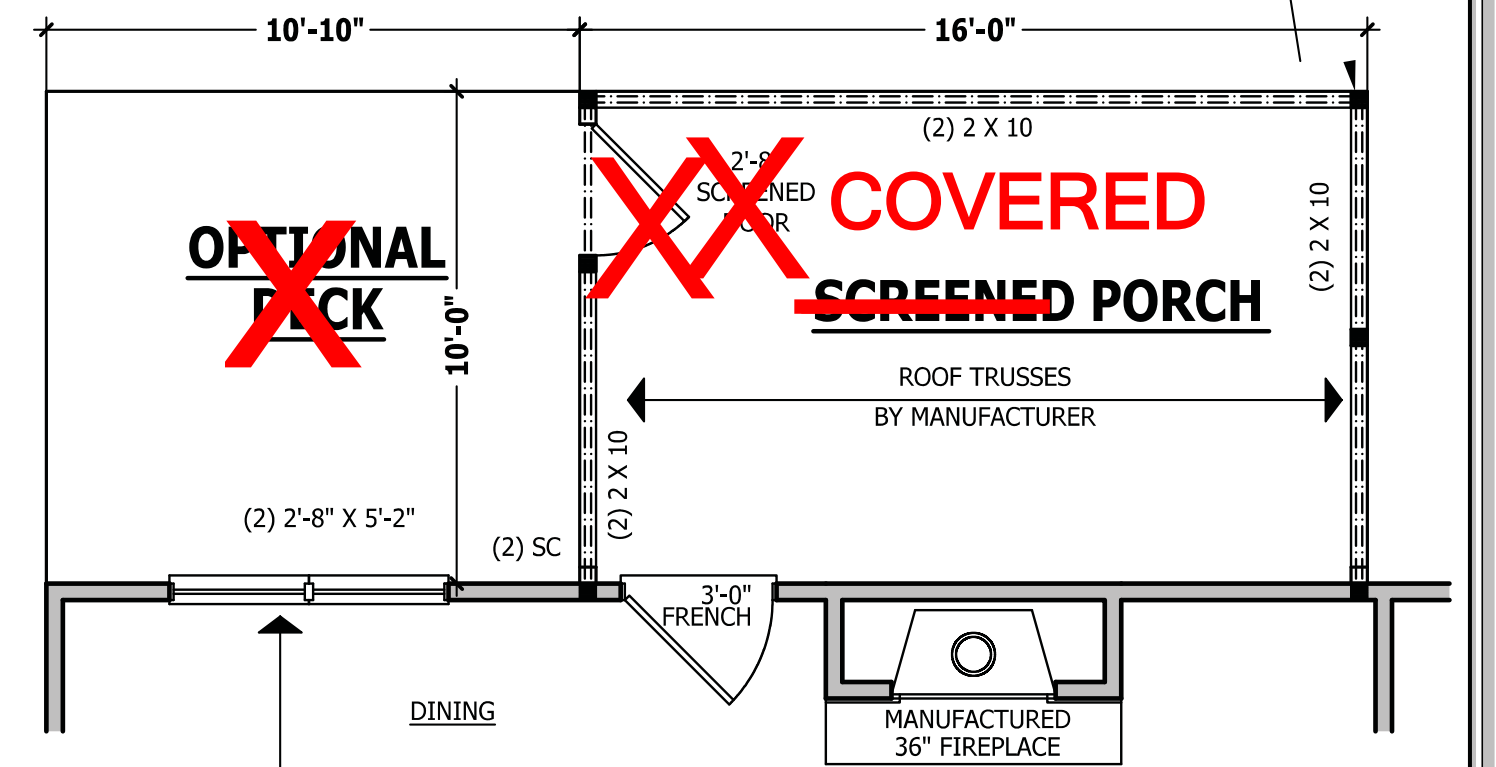 10'-10"
16'-0"
(2) 2 X 10
2'-8"
SCREENED
DOOR
COVERED
(2) 2 X 10
OPTIONAL
DECK
10'-0"
SCREENED PORCH
ROOF TRUSSES
BY MANUFACTURER
(2) 2 X 10
(2) 2'-8" X 5'-2"
(2) SC
3'-0"
FRENCH
DINING
MANUFACTURED
36" FIREPLACE